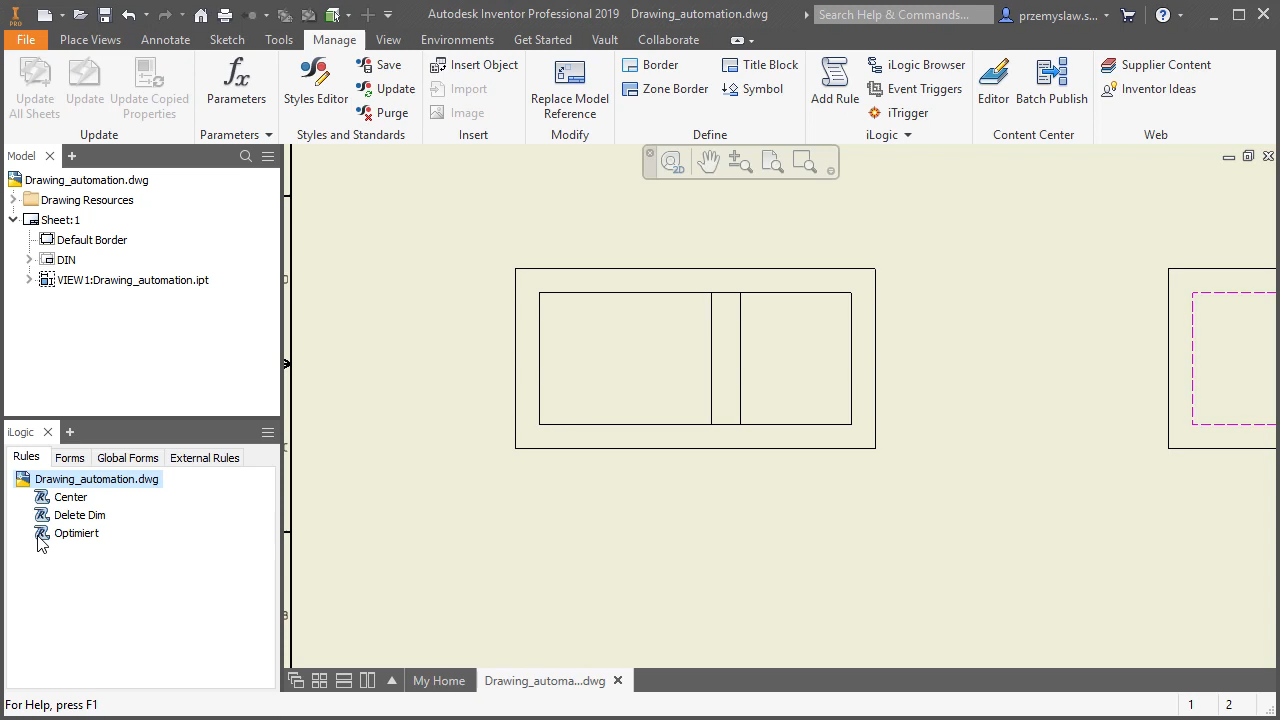 PRO
Autodesk Inventor Professional 2019 Drawing_automation.dwg
Search Help & Commands...
przemyslaw.s...
File Place Views Annotate Sketch Tools Manage View Environments Get Started Vault Collaborate
Update All Sheets
Update
Update Copied Properties
Update
fx
Parameters
Parameters
Styles Editor
Save
Update
Purge
Styles and Standards
Insert Object
Import
Image
Insert
Replace Model Reference
Modify
Border
Zone Border
Title Block
Symbol
Define
Add Rule
iLogic Browser
Event Triggers
iTrigger
iLogic
Editor
Batch Publish
Content Center
Supplier Content
Inventor Ideas
Web
Model
Drawing_automation.dwg
Drawing Resources
Sheet:1
Default Border
DIN
VIEW1:Drawing_automation.ipt
2D
iLogic
Rules Forms Global Forms External Rules
Drawing_automation.dwg
Center
Delete Dim
Optimiert
My Home
Drawing_automa...dwg
For Help, press F1
1 2